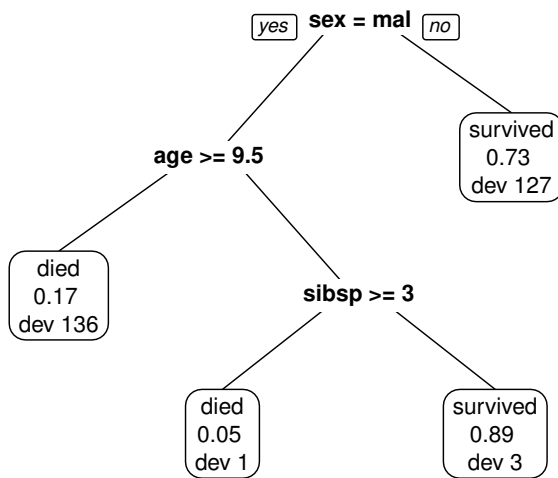 yes sex = mal no
survived
0.73
dev 127
age >= 9.5
died
0.17
dev 136
sibsp >= 3
died
0.05
dev 1
survived
0.89
dev 3